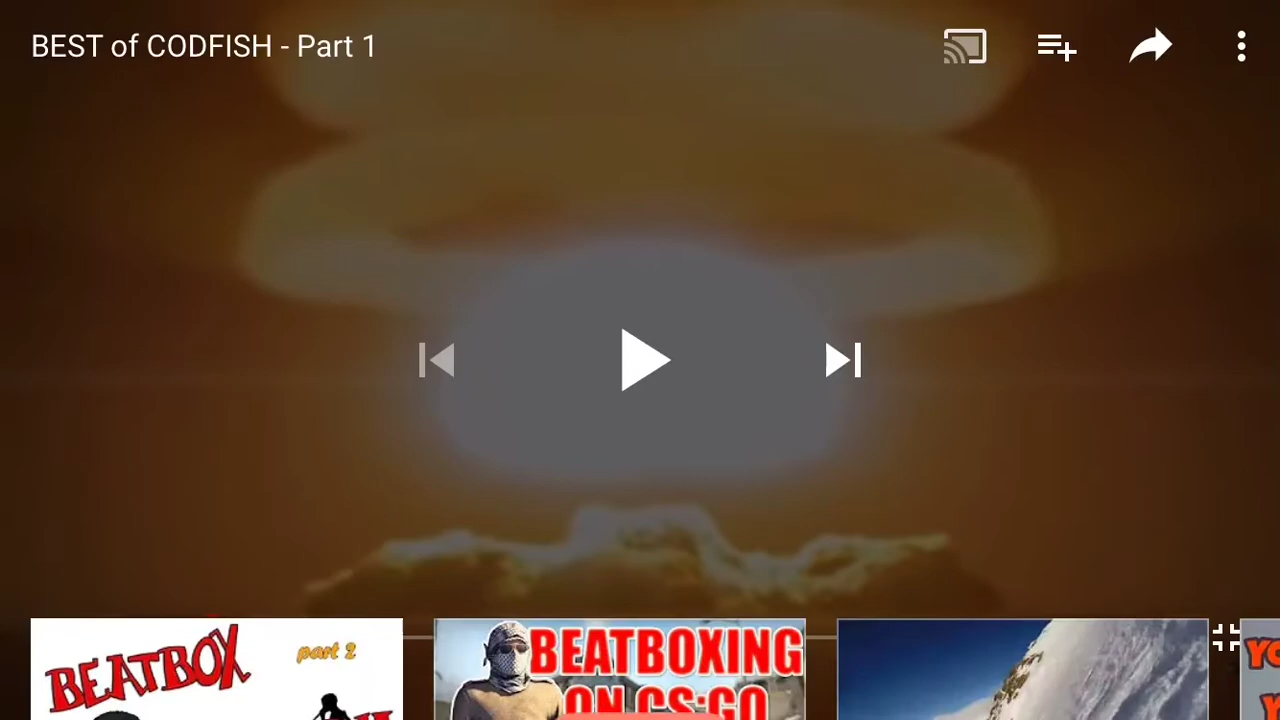 BEST of CODFISH - Part 1
BEATBOX
part 2
BEATBOXING
ON CS:GO